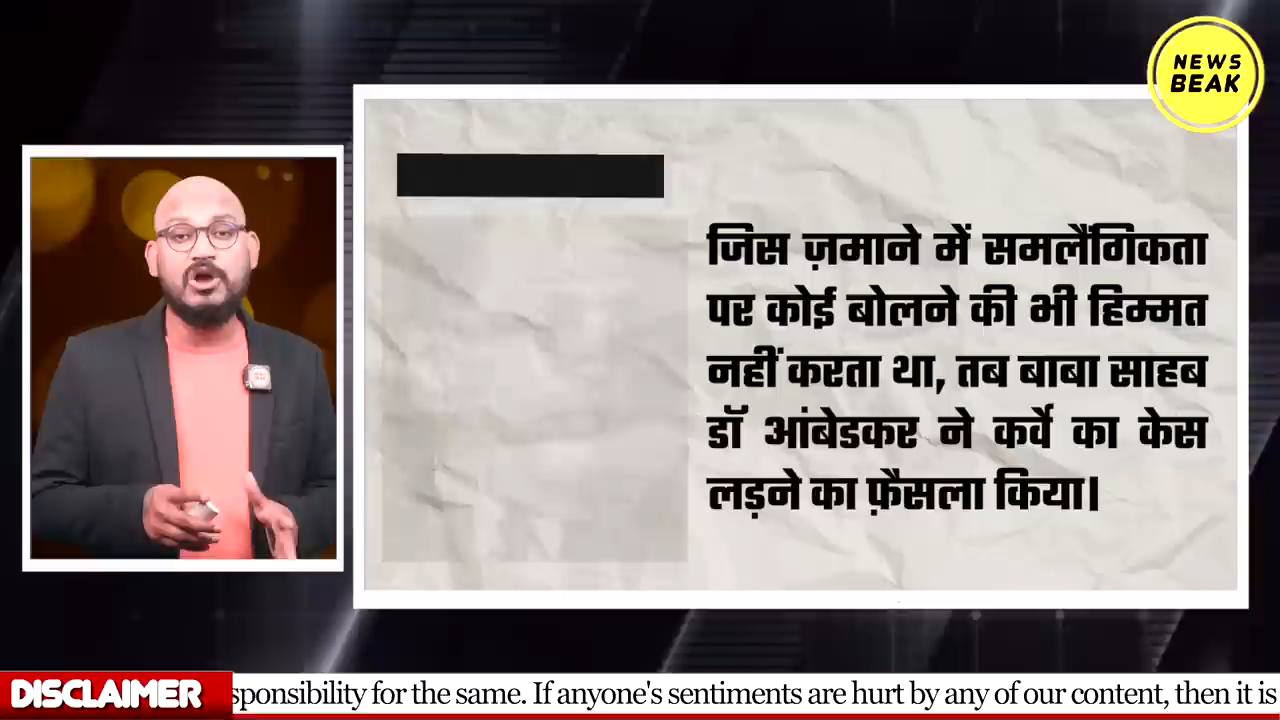 NEWS
BEAK
जिस ज़माने में समलैंगिकता
पर कोई बोलने की भी हिम्मत
नहीं करता था, तब बाबा साहब
डॉ आंबेडकर ने कर्वे का केस
लड़ने का फ़ैसला किया।
DISCLAIMER
sponsibility for the same. If anyone's sentiments are hurt by any of our content, then it is